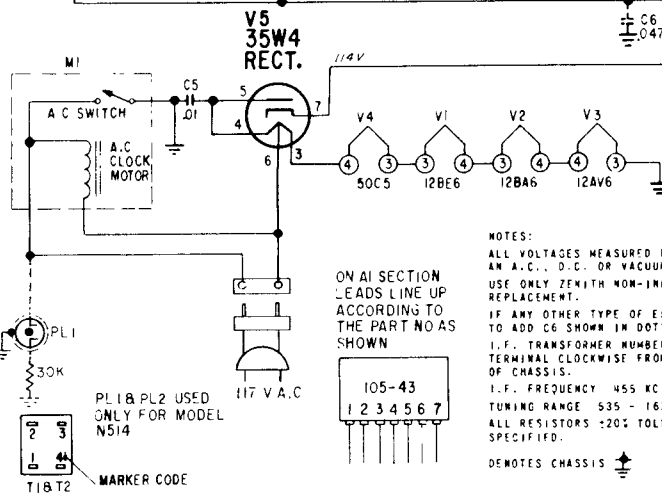 C6
.047
V5
35W4
RECT.
114V
M1
C5
.01
5
7
4
6
3
A C SWITCH
A.C
CLOCK
MOTOR
V4
V1
V2
V3
4
3
3
4
3
4
4
3
50C5
12BE6
12BA6
12AV6
NOTES:
ALL VOLTAGES MEASURED
AN A.C., D.C. OR VACUU
USE ONLY ZENITH NON-IN
REPLACEMENT.
IF ANY OTHER TYPE OF E
TO ADD C6 SHOWN IN DOT
I.F. TRANSFORMER NUMBE
TERMINAL CLOCKWISE FRO
OF CHASSIS.
I.F. FREQUENCY 455 KC
TUNING RANGE 535 - 16
ALL RESISTORS ±20% TOL
SPECIFIED.
DENOTES CHASSIS
ON A1 SECTION
LEADS LINE UP
ACCORDING TO
THE PART NO AS
SHOWN
105-43
1 2 3 4 5 6 7
117 V A.C
PL1
30K
PL1 & PL2 USED
ONLY FOR MODEL
N514
2 3
1 4
MARKER CODE
T1 & T2